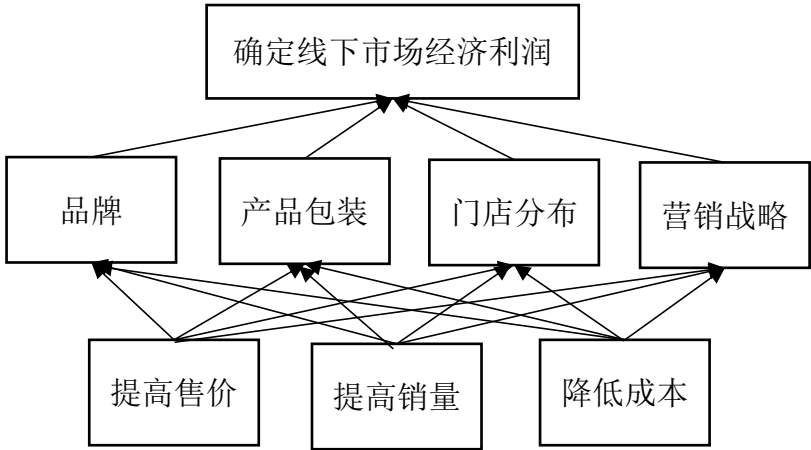 确定线下市场经济利润
品牌
产品包装
门店分布
营销战略
提高售价
提高销量
降低成本